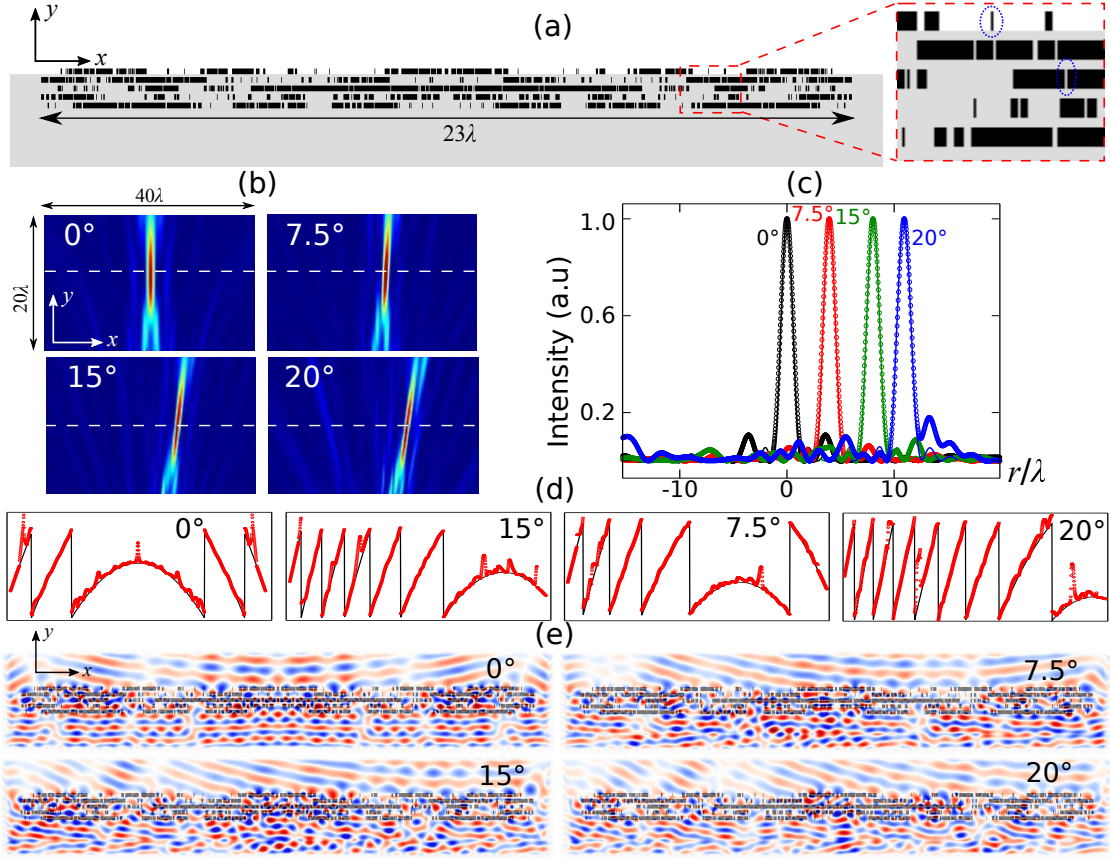 (a)
y
x
23λ
(b)
40λ
20λ
0°
y
x
7.5°
15°
20°
(c)
Intensity (a.u)
1.0
0.6
0.2
0°
7.5°
15°
20°
-10
0
10
r/λ
(d)
0°
15°
7.5°
20°
(e)
y
x
0°
7.5°
15°
20°